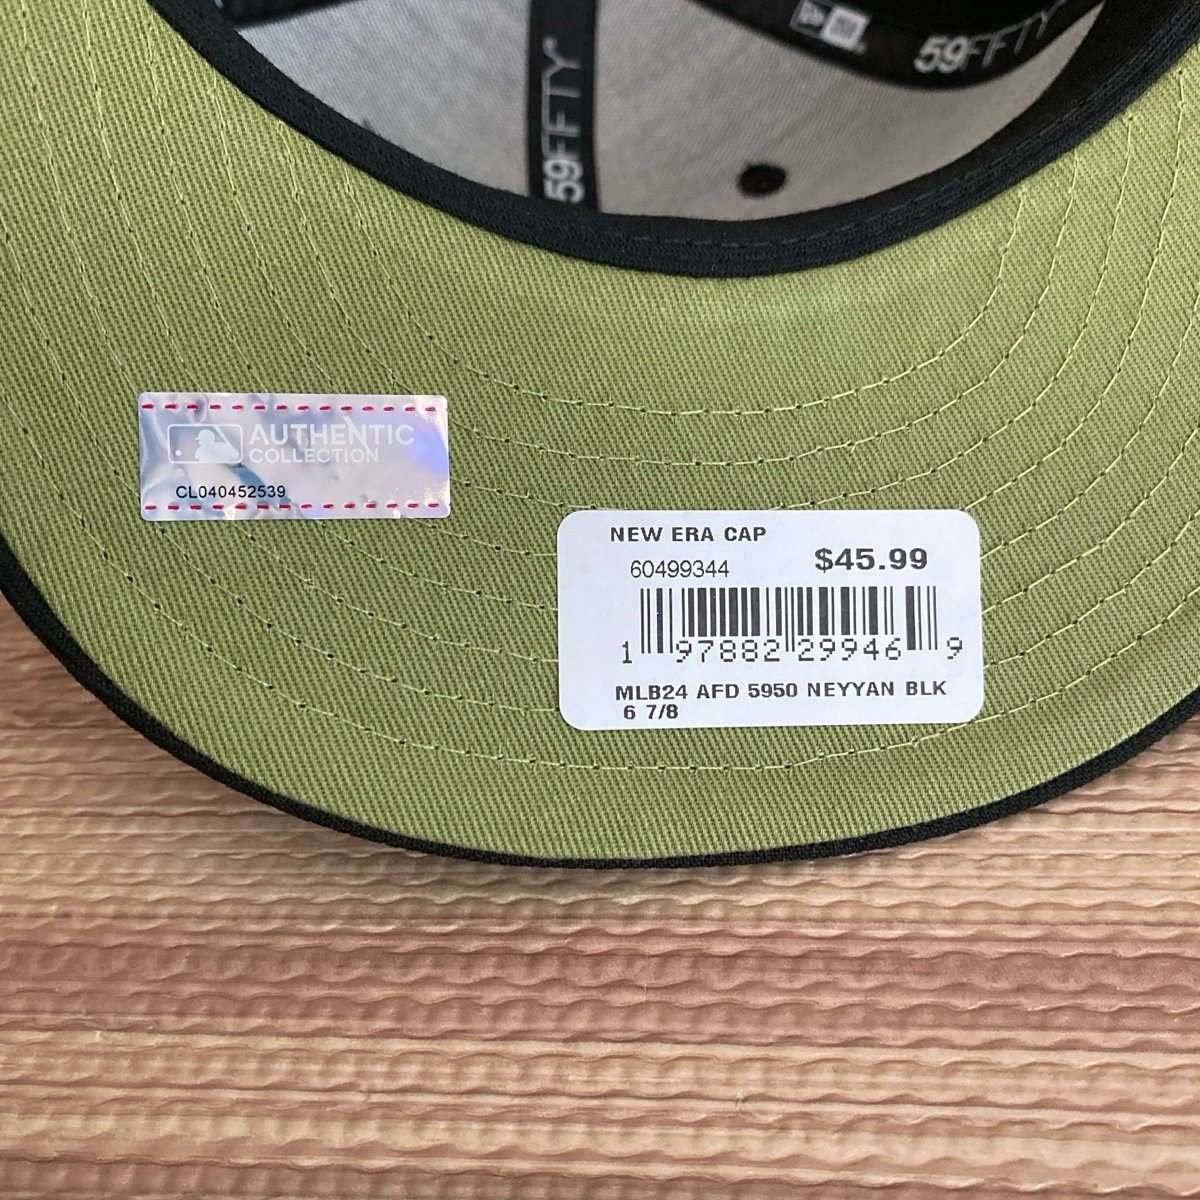 59FIFTY
59FIFTY
AUTHENTIC
COLLECTION
CL040452539
NEW ERA CAP
60499344 $45.99
1 97882 29946 9
MLB24 AFD 5950 NEYYAN BLK
6 7/8